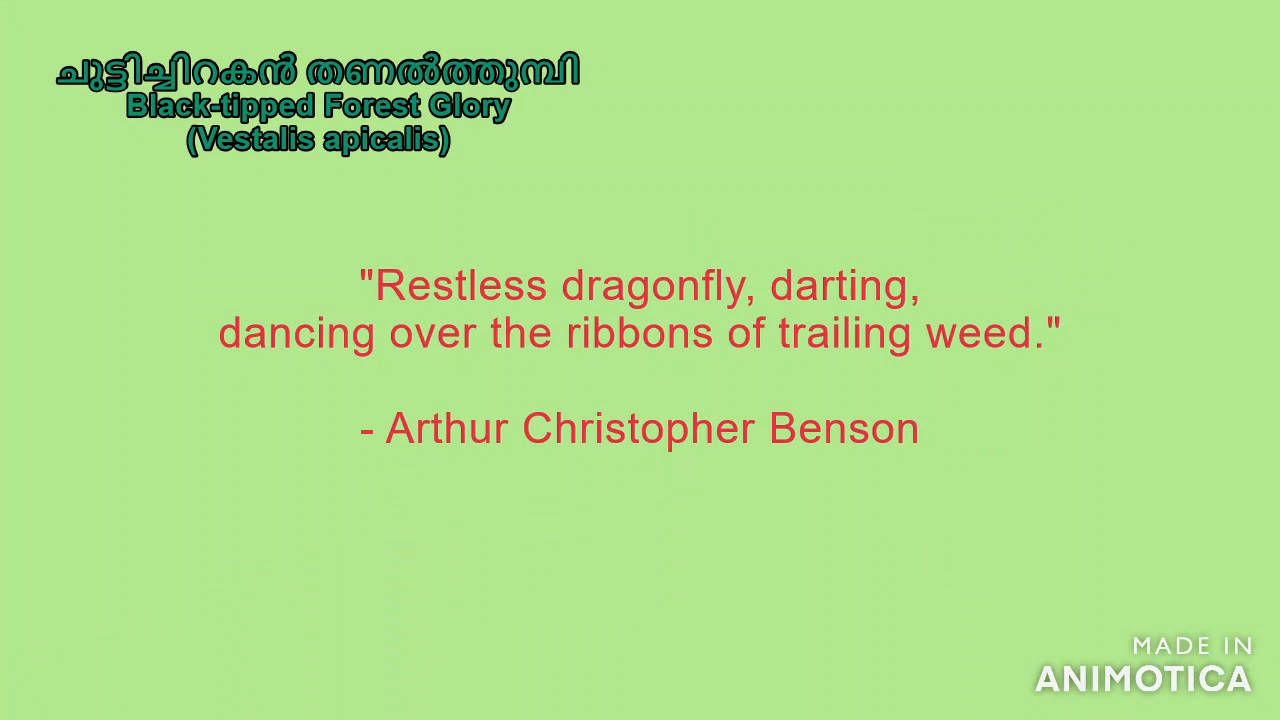 ചുട്ടിച്ചിറകൻ തണൽത്തുമ്പി
Black-tipped Forest Glory
(Vestalis apicalis)
"Restless dragonfly, darting,
dancing over the ribbons of trailing weed."
- Arthur Christopher Benson
MADE IN
ANIMOTICA